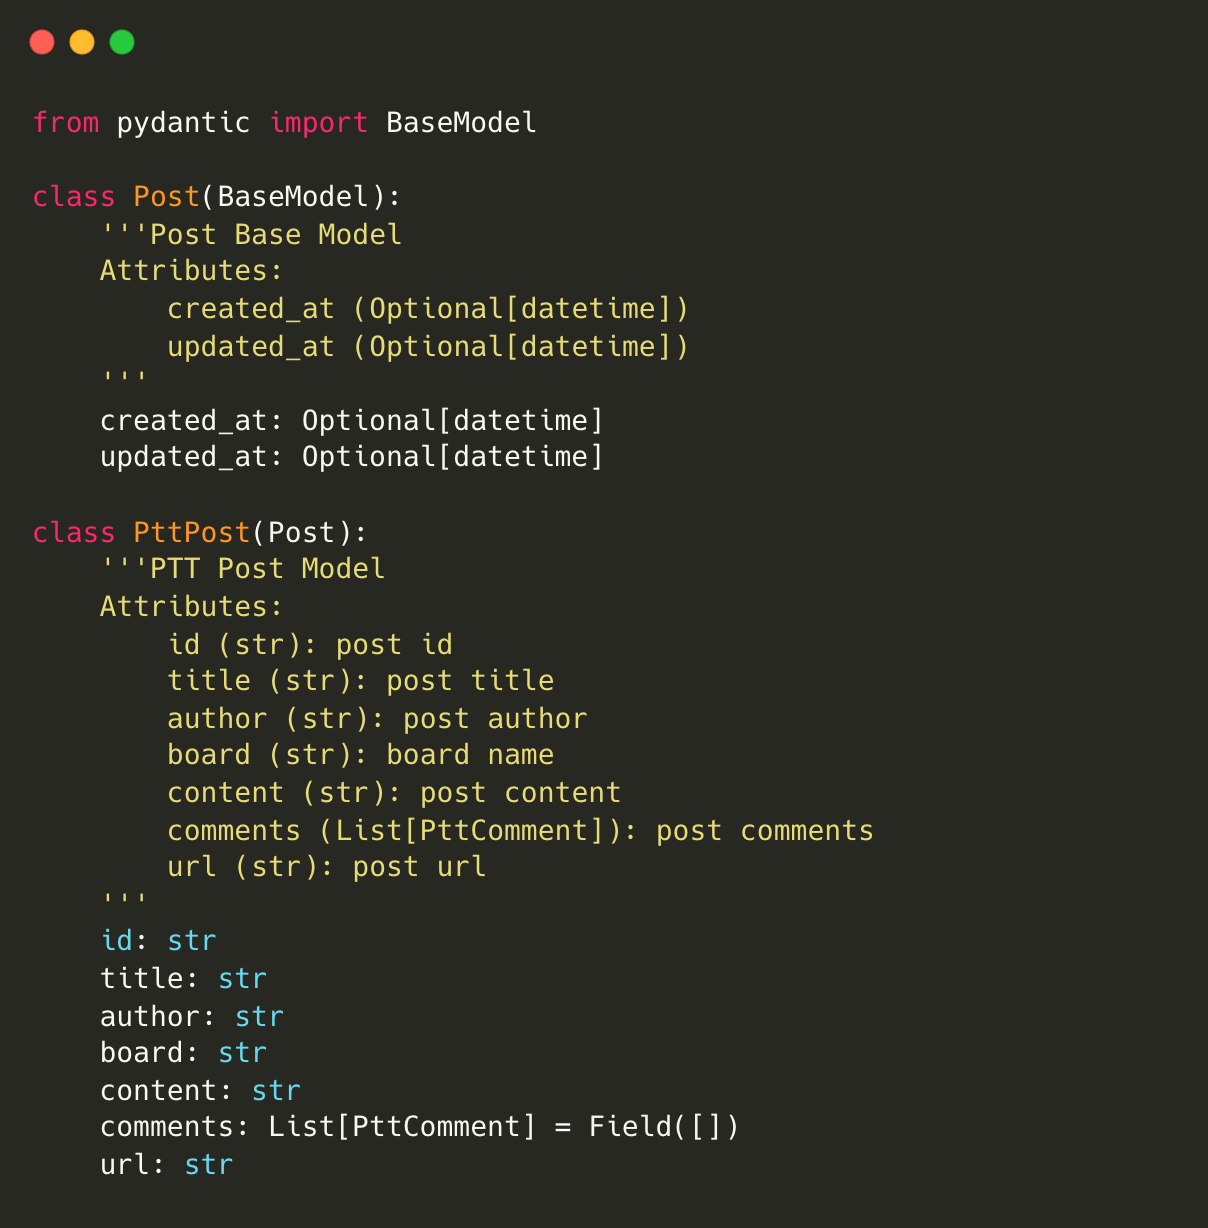 from pydantic import BaseModel

class Post(BaseModel):
    '''Post Base Model
    Attributes:
        created_at (Optional[datetime])
        updated_at (Optional[datetime])
    '''
    created_at: Optional[datetime]
    updated_at: Optional[datetime]

class PttPost(Post):
    '''PTT Post Model
    Attributes:
        id (str): post id
        title (str): post title
        author (str): post author
        board (str): board name
        content (str): post content
        comments (List[PttComment]): post comments
        url (str): post url
    '''
    id: str
    title: str
    author: str
    board: str
    content: str
    comments: List[PttComment] = Field([])
    url: str